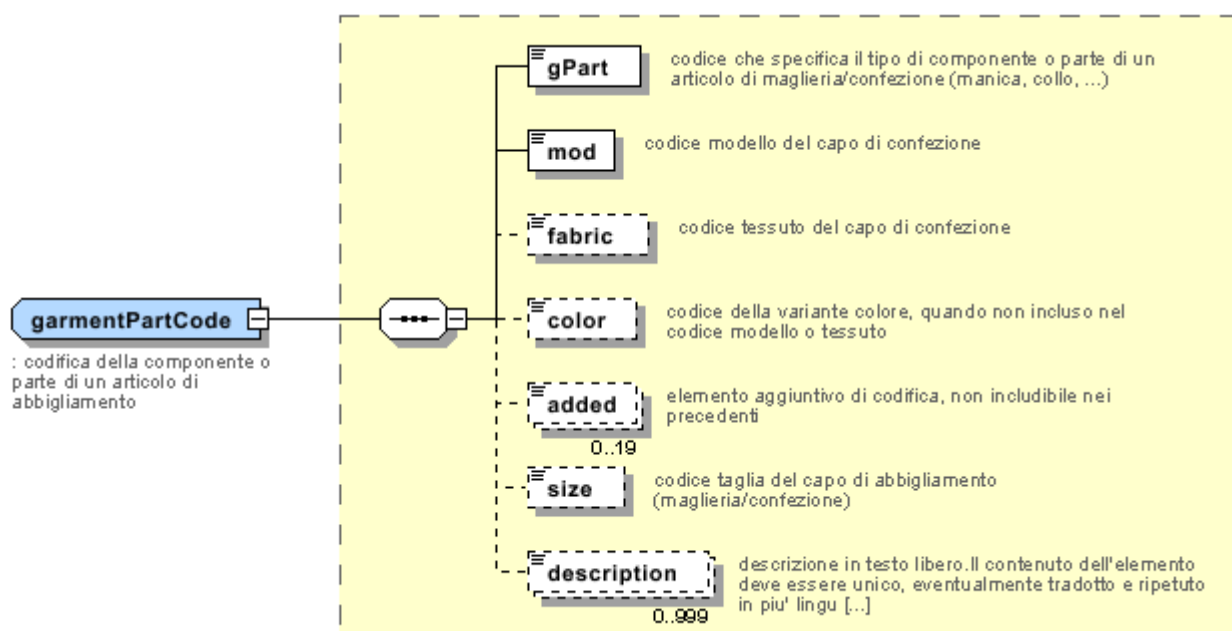 gPart
codice che specifica il tipo di componente o parte di un
articolo di maglieria/confezione (manica, collo, ...)
mod
codice modello del capo di confezione
fabric
codice tessuto del capo di confezione
garmentPartCode
: codifica della componente o
parte di un articolo di
abbigliamento
color
codice della variante colore, quando non incluso nel
codice modello o tessuto
added
elemento aggiuntivo di codifica, non includibile nei
precedenti
0..19
size
codice taglia del capo di abbigliamento
(maglieria/confezione)
description
descrizione in testo libero.Il contenuto dell'elemento
deve essere unico, eventualmente tradotto e ripetuto
in piu' lingu [...]
0..999